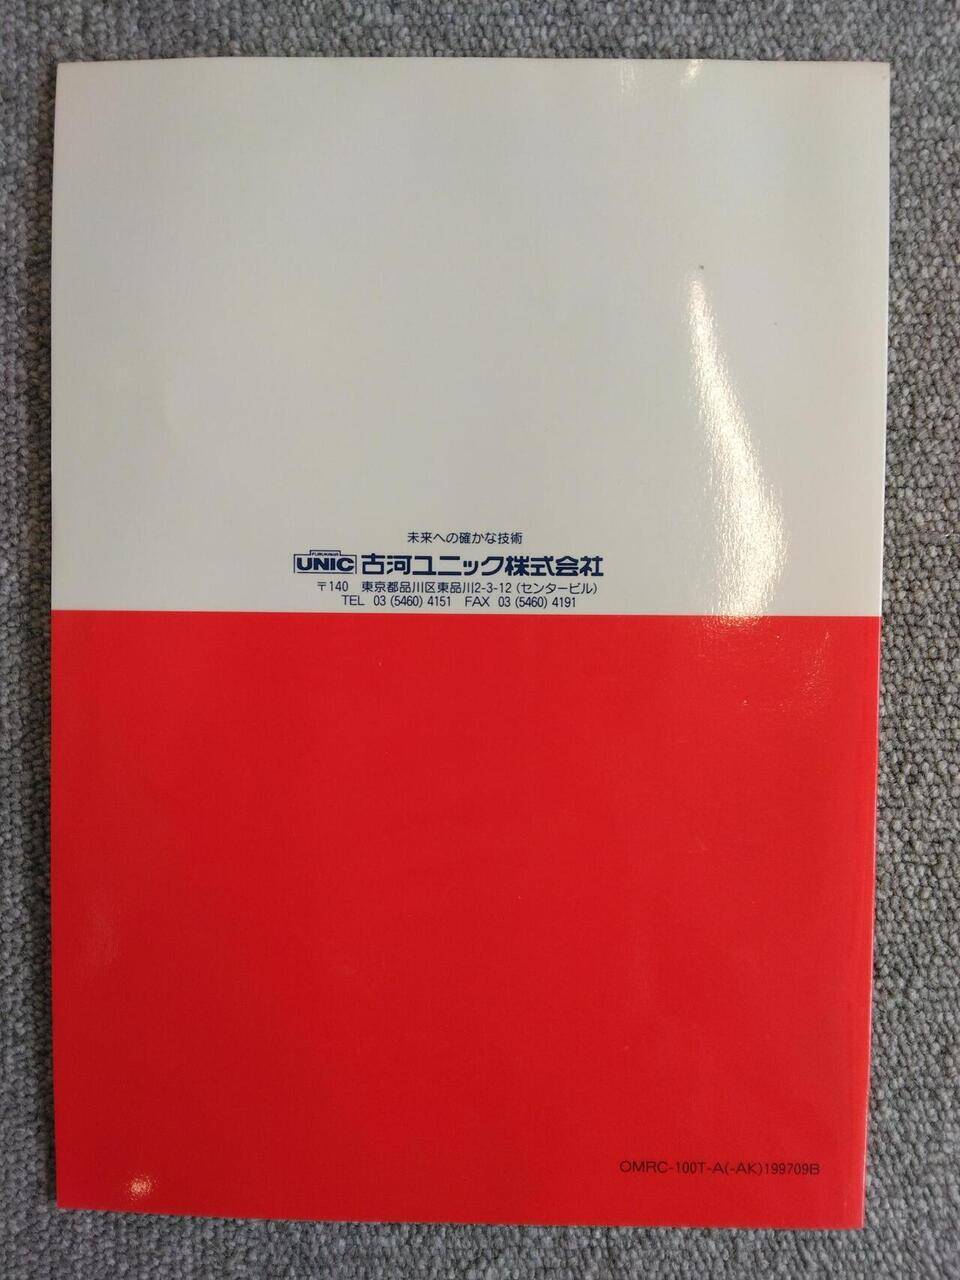 未来への確かな技術
FURUKAWA
UNIC 古河ユニック株式会社
〒140 東京都品川区東品川2-3-12(センタービル)
TEL 03(5460)4151 FAX 03(5460)4191
OMRC-100T-A(-AK)199709B